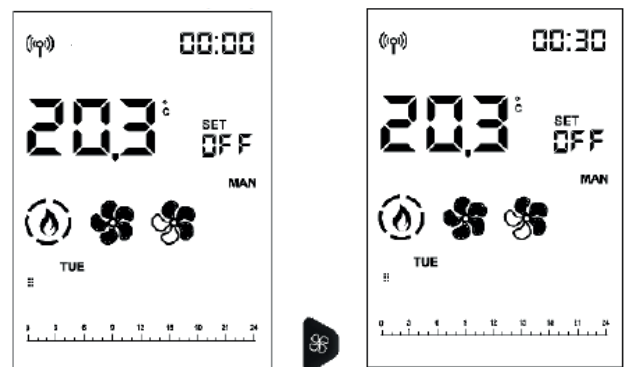 00:00
20,3 °C
SET
OFF
MAN
TUE
0 3 6 9 12 15 18 21 24
00:30
20,3 °C
SET
OFF
MAN
TUE
0 3 6 9 12 15 18 21 24